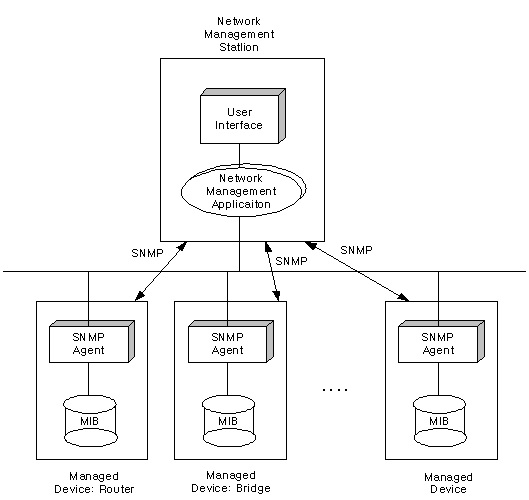 Network
Management
Statlion
User
Interface
Network
Management
Applicaiton
SNMP
SNMP
SNMP
SNMP
Agent
MIB
SNMP
Agent
MIB
....
SNMP
Agent
MIB
Managed
Device: Router
Managed
Device: Bridge
Managed
Device